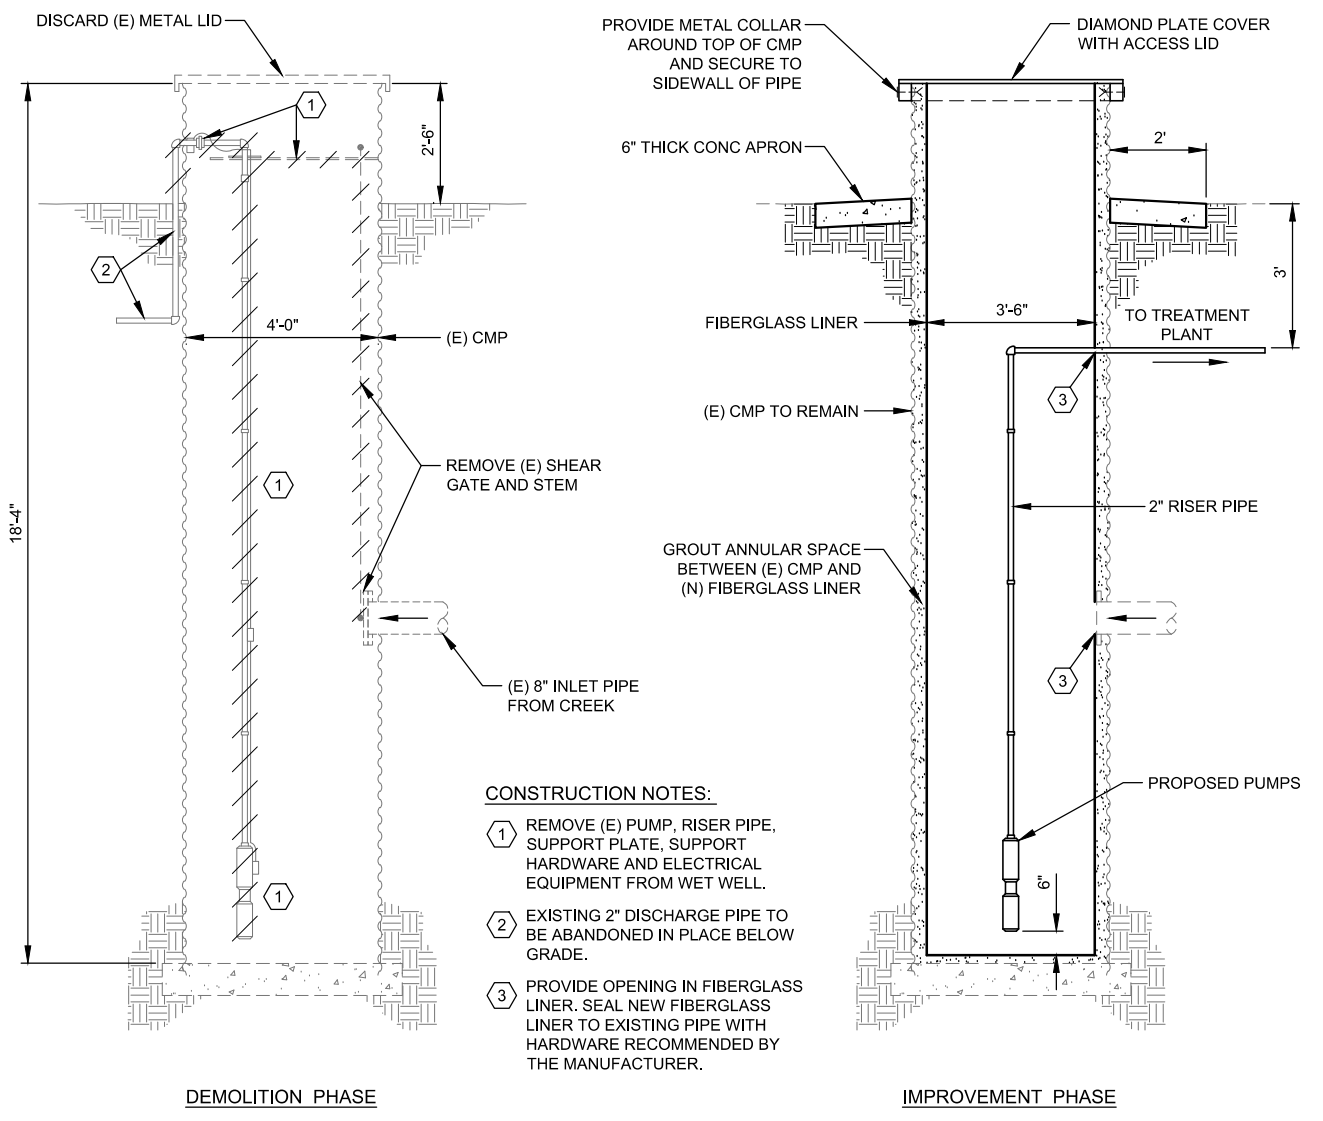 DISCARD (E) METAL LID
1
2'-6"
2
4'-0"
(E) CMP
18'-4"
1
REMOVE (E) SHEAR
GATE AND STEM
(E) 8" INLET PIPE
FROM CREEK
1
DEMOLITION PHASE
CONSTRUCTION NOTES:
1 REMOVE (E) PUMP, RISER PIPE,
SUPPORT PLATE, SUPPORT
HARDWARE AND ELECTRICAL
EQUIPMENT FROM WET WELL.
2 EXISTING 2" DISCHARGE PIPE TO
BE ABANDONED IN PLACE BELOW
GRADE.
3 PROVIDE OPENING IN FIBERGLASS
LINER. SEAL NEW FIBERGLASS
LINER TO EXISTING PIPE WITH
HARDWARE RECOMMENDED BY
THE MANUFACTURER.
PROVIDE METAL COLLAR
AROUND TOP OF CMP
AND SECURE TO
SIDEWALL OF PIPE
DIAMOND PLATE COVER
WITH ACCESS LID
6" THICK CONC APRON
2'
3'
FIBERGLASS LINER
3'-6"
TO TREATMENT
PLANT
3
(E) CMP TO REMAIN
2" RISER PIPE
GROUT ANNULAR SPACE
BETWEEN (E) CMP AND
(N) FIBERGLASS LINER
3
PROPOSED PUMPS
6"
IMPROVEMENT PHASE